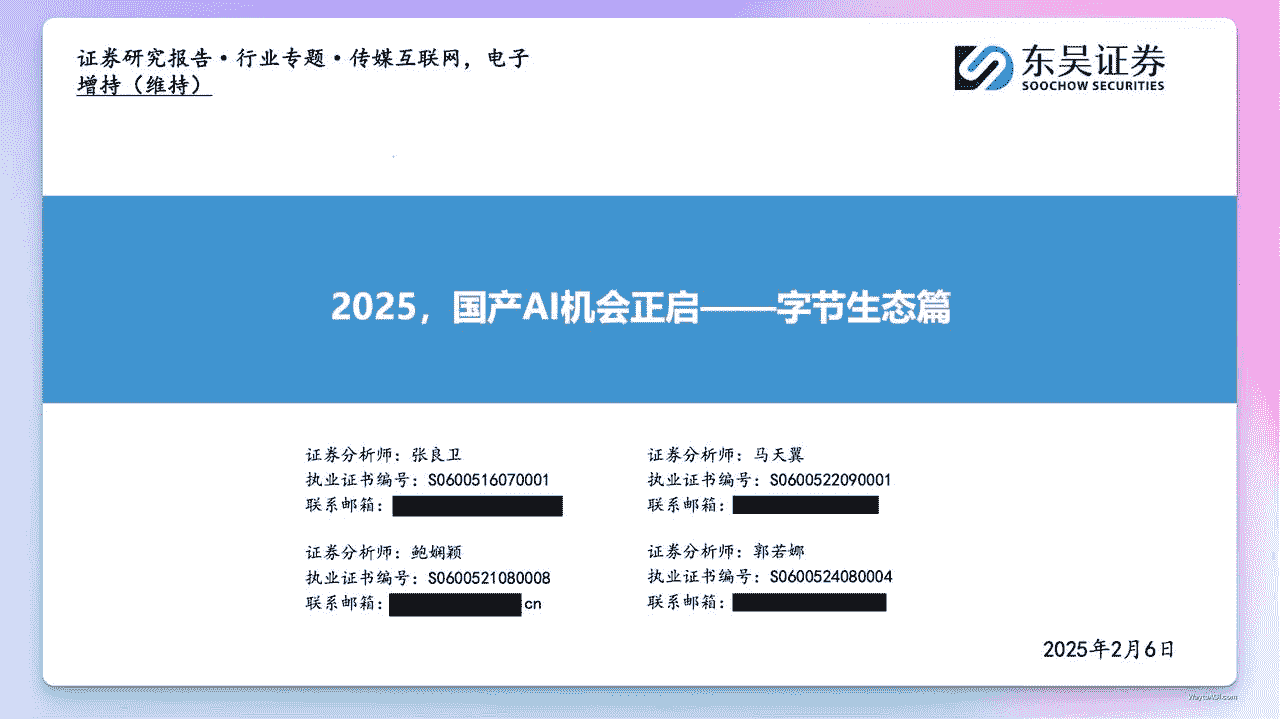 证券研究报告·行业专题·传媒互联网，电子
增持（维持）
东吴证券
SOOCHOW SECURITIES
2025，国产AI机会正启——字节生态篇
证券分析师：张良卫
执业证书编号：S0600516070001
联系邮箱：
证券分析师：马天翼
执业证书编号：S0600522090001
联系邮箱：
证券分析师：鲍娴颖
执业证书编号：S0600521080008
联系邮箱：cn
证券分析师：郭若娜
执业证书编号：S0600524080004
联系邮箱：
2025年2月6日
WaytoAGI.com